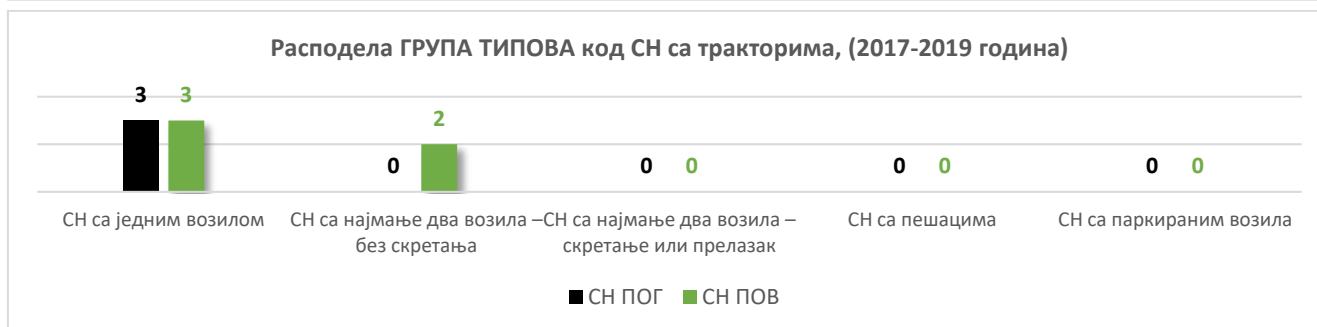 Расподела ГРУПА ТИПОВА код СН са тракторима, (2017-2019 година)
3 3
0 2
0 0
0 0
0 0
СН са једним возилом
СН са најмање два возила –
без скретања
СН са најмање два возила –
скретање или прелазак
СН са пешацима
СН са паркираним возила
СН ПОГ СН ПОВ